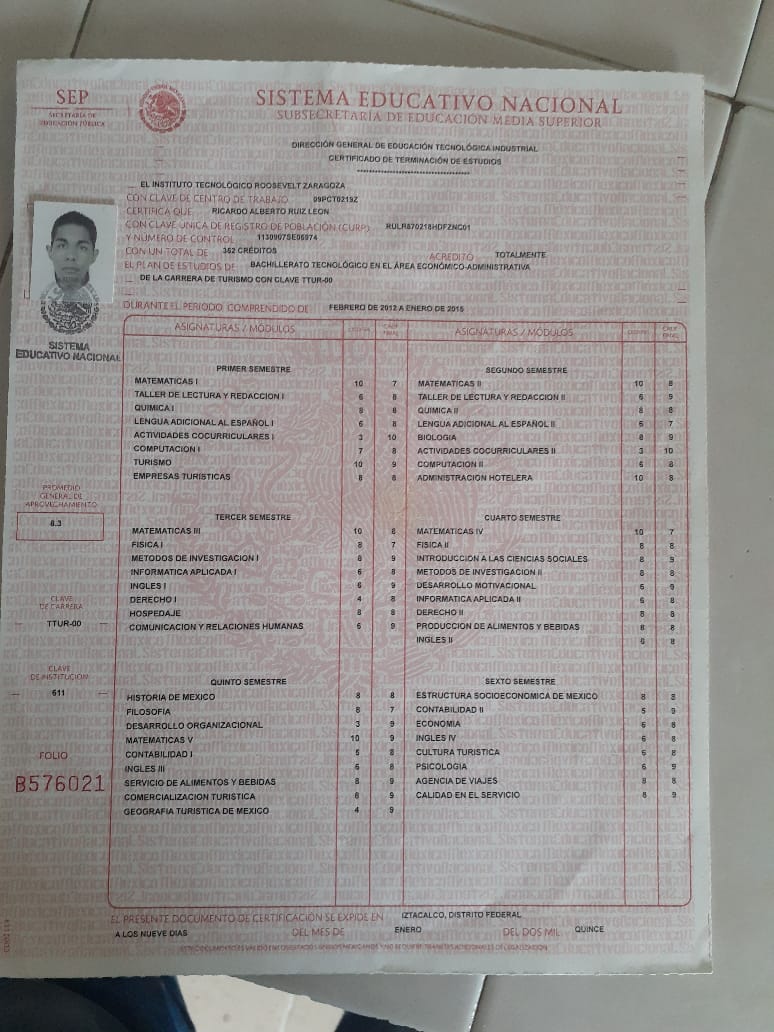 SEP
SECRETARÍA DE
EDUCACIÓN PÚBLICA
SISTEMA EDUCATIVO NACIONAL
SUBSECRETARÍA DE EDUCACIÓN MEDIA SUPERIOR
DIRECCIÓN GENERAL DE EDUCACIÓN TECNOLÓGICA INDUSTRIAL
CERTIFICADO DE TERMINACIÓN DE ESTUDIOS
EL INSTITUTO TECNOLÓGICO ROOSEVELT ZARAGOZA
CON CLAVE DE CENTRO DE TRABAJO 09PCT0219Z
CERTIFICA QUE RICARDO ALBERTO RUIZ LEON
CON CLAVE ÚNICA DE REGISTRO DE POBLACIÓN (CURP) RULR870218HDFZNC01
Y NÚMERO DE CONTROL 1130907SE06974
CON UN TOTAL DE 352 CRÉDITOS ACREDITÓ TOTALMENTE
EL PLAN DE ESTUDIOS DE BACHILLERATO TECNOLÓGICO EN EL ÁREA ECONÓMICO-ADMINISTRATIVA
DE LA CARRERA DE TURISMO CON CLAVE TTUR-00
DURANTE EL PERIODO COMPRENDIDO DE FEBRERO DE 2012 A ENERO DE 2015
SISTEMA
EDUCATIVO NACIONAL
PROMEDIO
GENERAL DE
APROVECHAMIENTO
8.3
CLAVE
DE CARRERA
TTUR-00
CLAVE
DE INSTITUCIÓN
611
FOLIO
B576021
ASIGNATURAS / MÓDULOS
PRIMER SEMESTRE
MATEMATICAS I 10 7
TALLER DE LECTURA Y REDACCION I 6 8
QUIMICA I 8 8
LENGUA ADICIONAL AL ESPAÑOL I 6 8
ACTIVIDADES COCURRICULARES I 3 10
COMPUTACION I 7 8
TURISMO 10 9
EMPRESAS TURISTICAS 8 8
TERCER SEMESTRE
MATEMATICAS III 10 8
FISICA I 8 7
METODOS DE INVESTIGACION I 8 9
INFORMATICA APLICADA I 6 8
INGLES I 6 9
DERECHO I 4 8
HOSPEDAJE 8 8
COMUNICACION Y RELACIONES HUMANAS 6 9
QUINTO SEMESTRE
HISTORIA DE MEXICO 8 8
FILOSOFIA 8 7
DESARROLLO ORGANIZACIONAL 3 9
MATEMATICAS V 10 9
CONTABILIDAD I 5 8
INGLES III 6 8
SERVICIO DE ALIMENTOS Y BEBIDAS 8 9
COMERCIALIZACION TURISTICA 8 9
GEOGRAFIA TURISTICA DE MEXICO 4 9
ASIGNATURAS / MÓDULOS
SEGUNDO SEMESTRE
MATEMATICAS II 10 8
TALLER DE LECTURA Y REDACCION II 6 9
QUIMICA II 8 8
LENGUA ADICIONAL AL ESPAÑOL II 6 7
BIOLOGIA 8 9
ACTIVIDADES COCURRICULARES II 3 10
COMPUTACION II 6 8
ADMINISTRACION HOTELERA 10 8
CUARTO SEMESTRE
MATEMATICAS IV 10 7
FISICA II 8 8
INTRODUCCION A LAS CIENCIAS SOCIALES 8 9
METODOS DE INVESTIGACION II 8 8
DESARROLLO MOTIVACIONAL 6 9
INFORMATICA APLICADA II 6 8
DERECHO II 8 8
PRODUCCION DE ALIMENTOS Y BEBIDAS 8 8
INGLES II 6 8
SEXTO SEMESTRE
ESTRUCTURA SOCIOECONOMICA DE MEXICO 8 8
CONTABILIDAD II 5 9
ECONOMIA 6 8
INGLES IV 6 8
CULTURA TURISTICA 6 8
PSICOLOGIA 6 9
AGENCIA DE VIAJES 8 8
CALIDAD EN EL SERVICIO 8 9
EL PRESENTE DOCUMENTO DE CERTIFICACIÓN SE EXPIDE EN IZTACALCO, DISTRITO FEDERAL
A LOS NUEVE DIAS DEL MES DE ENERO DEL DOS MIL QUINCE